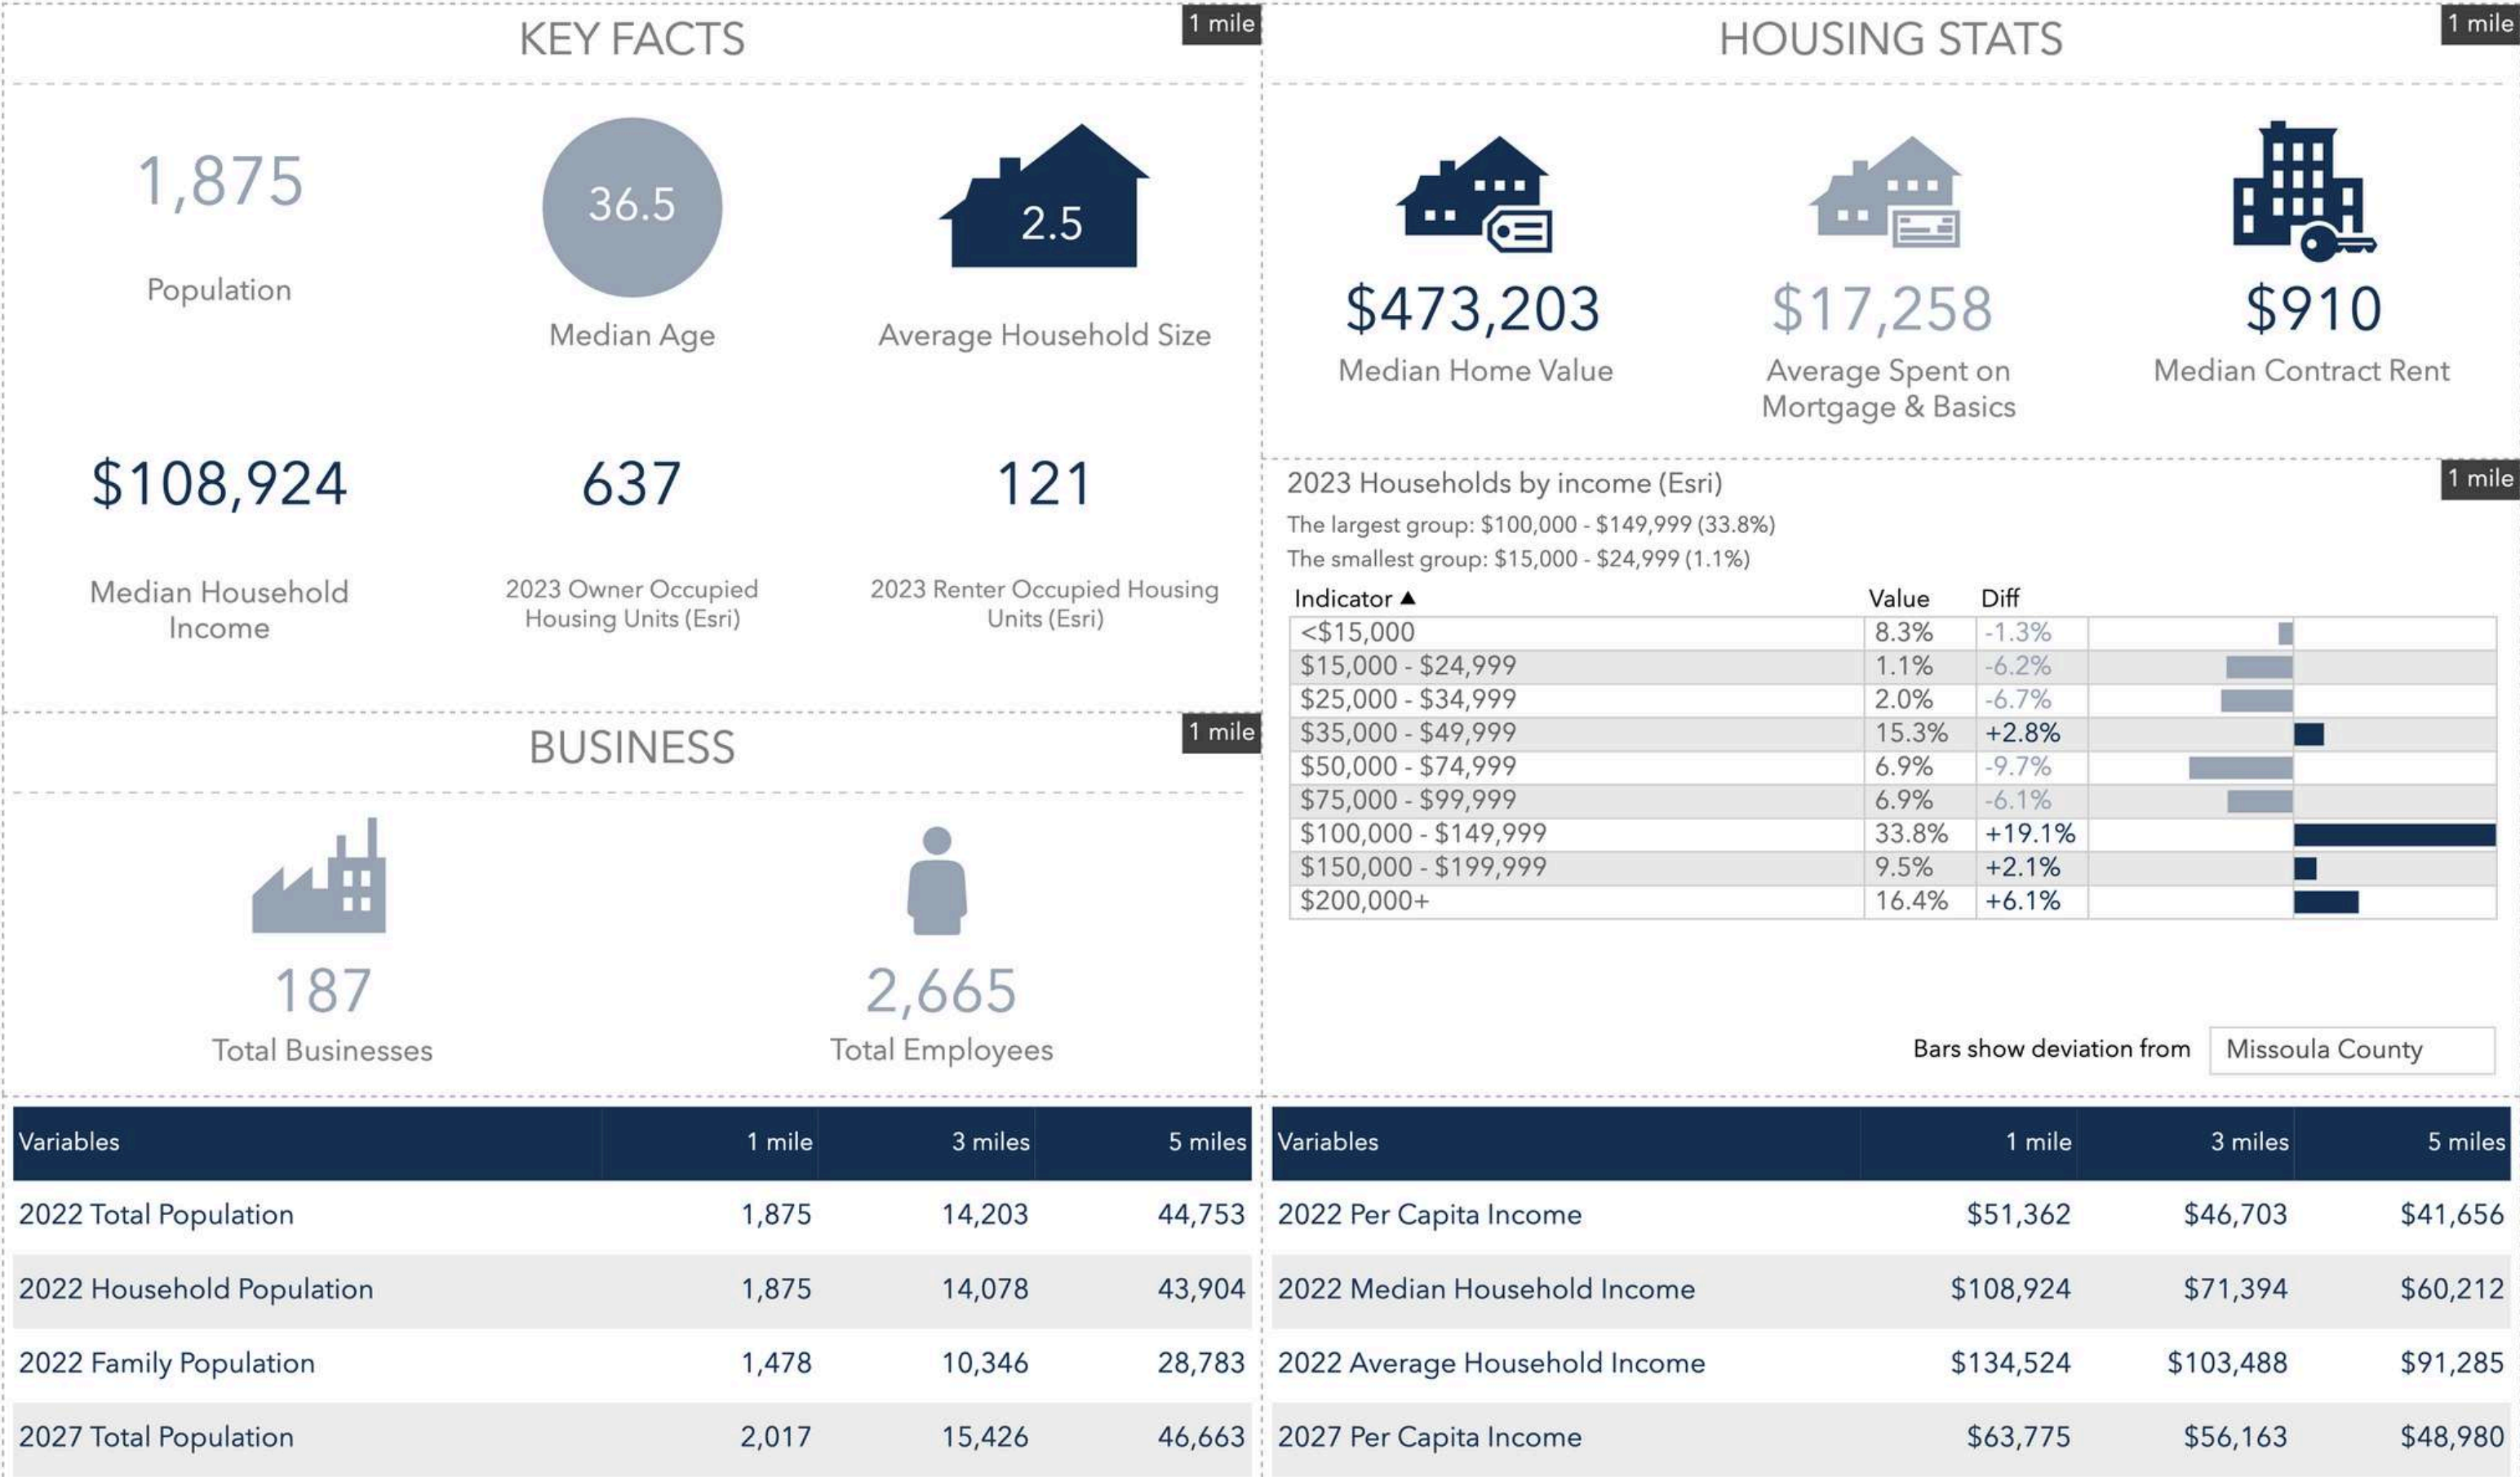 KEY FACTS
1 mile
1,875
Population
36.5
Median Age
2.5
Average Household Size
$108,924
Median Household
Income
637
2023 Owner Occupied
Housing Units (Esri)
121
2023 Renter Occupied Housing
Units (Esri)
BUSINESS
1 mile
187
Total Businesses
2,665
Total Employees
HOUSING STATS
1 mile
$473,203
Median Home Value
$17,258
Average Spent on
Mortgage & Basics
$910
Median Contract Rent
2023 Households by income (Esri)
1 mile
The largest group: $100,000 - $149,999 (33.8%)
The smallest group: $15,000 - $24,999 (1.1%)
Indicator ▲ Value Diff
<$15,000 8.3% -1.3%
$15,000 - $24,999 1.1% -6.2%
$25,000 - $34,999 2.0% -6.7%
$35,000 - $49,999 15.3% +2.8%
$50,000 - $74,999 6.9% -9.7%
$75,000 - $99,999 6.9% -6.1%
$100,000 - $149,999 33.8% +19.1%
$150,000 - $199,999 9.5% +2.1%
$200,000+ 16.4% +6.1%
Bars show deviation from Missoula County
Variables 1 mile 3 miles 5 miles
2022 Total Population 1,875 14,203 44,753
2022 Household Population 1,875 14,078 43,904
2022 Family Population 1,478 10,346 28,783
2027 Total Population 2,017 15,426 46,663
Variables 1 mile 3 miles 5 miles
2022 Per Capita Income $51,362 $46,703 $41,656
2022 Median Household Income $108,924 $71,394 $60,212
2022 Average Household Income $134,524 $103,488 $91,285
2027 Per Capita Income $63,775 $56,163 $48,980